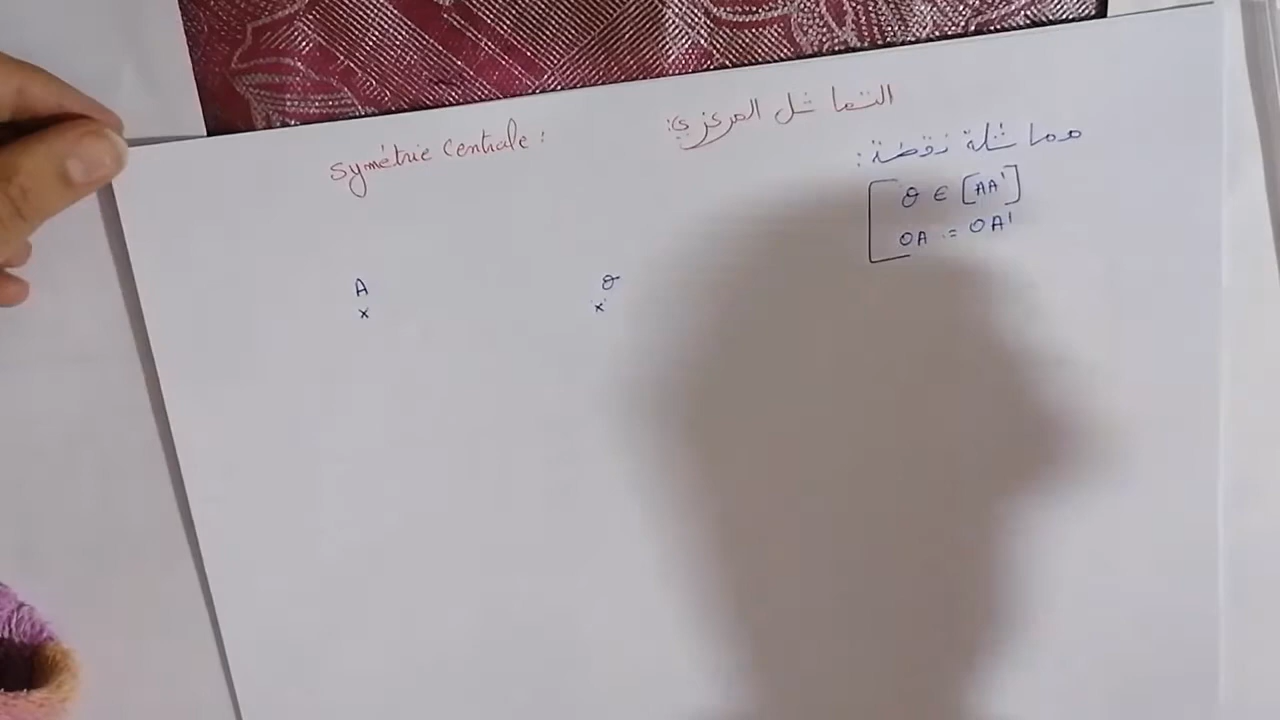 Symétrie Centrale :
التماثل المركزي:
مماثلة نقطة :
O ∈ [AA']
OA = OA'
A
x
O
x